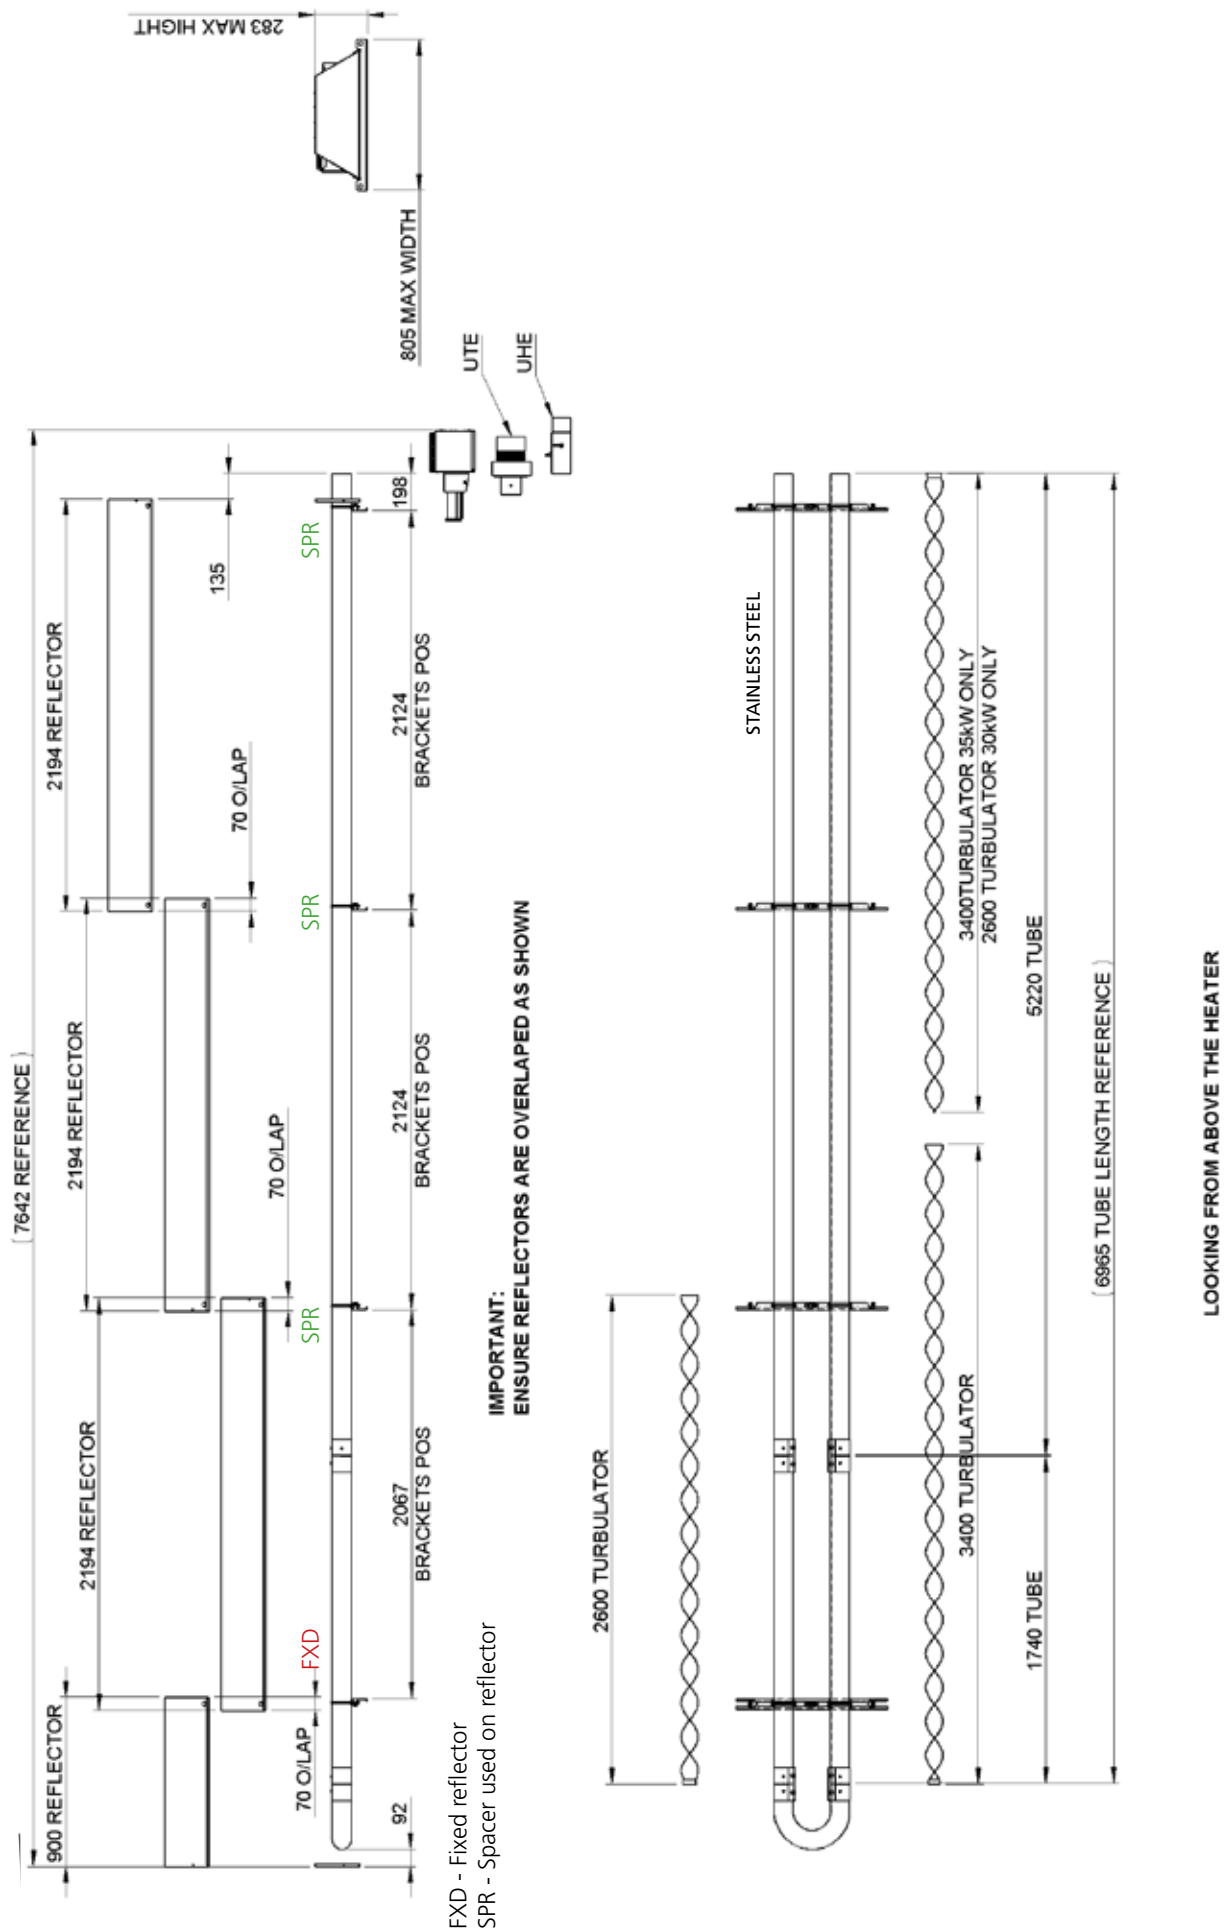 [ 7642 REFERENCE ]
2194 REFLECTOR
2194 REFLECTOR
2194 REFLECTOR
900 REFLECTOR
135
70 O/LAP
70 O/LAP
70 O/LAP
SPR
SPR
SPR
FXD
198
2124
BRACKETS POS
2124
BRACKETS POS
2067
BRACKETS POS
92
283 MAX HIGHT
805 MAX WIDTH
UTE
UHE
FXD - Fixed reflector
SPR - Spacer used on reflector
IMPORTANT:
ENSURE REFLECTORS ARE OVERLAPED AS SHOWN
2600 TURBULATOR
STAINLESS STEEL
3400TURBULATOR 35kW ONLY
2600 TURBULATOR 30kW ONLY
3400 TURBULATOR
5220 TUBE
1740 TUBE
[ 6965 TUBE LENGTH REFERENCE ]
LOOKING FROM ABOVE THE HEATER